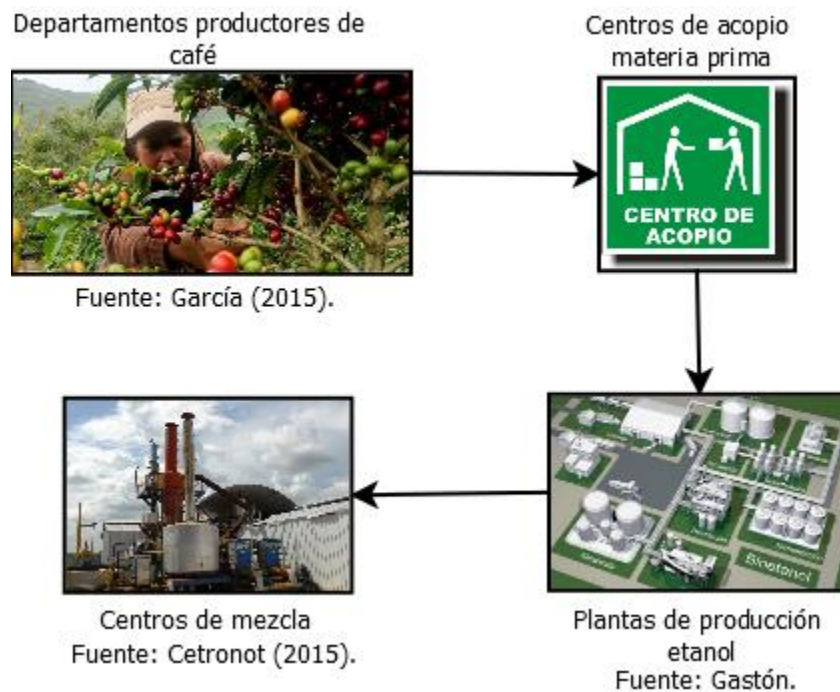 Departamentos productores de
café
Centros de acopio
materia prima
CENTRO DE
ACOPIO
Fuente: García (2015).
Bioetanol
Centros de mezcla
Fuente: Cetronot (2015).
Plantas de producción
etanol
Fuente: Gastón.